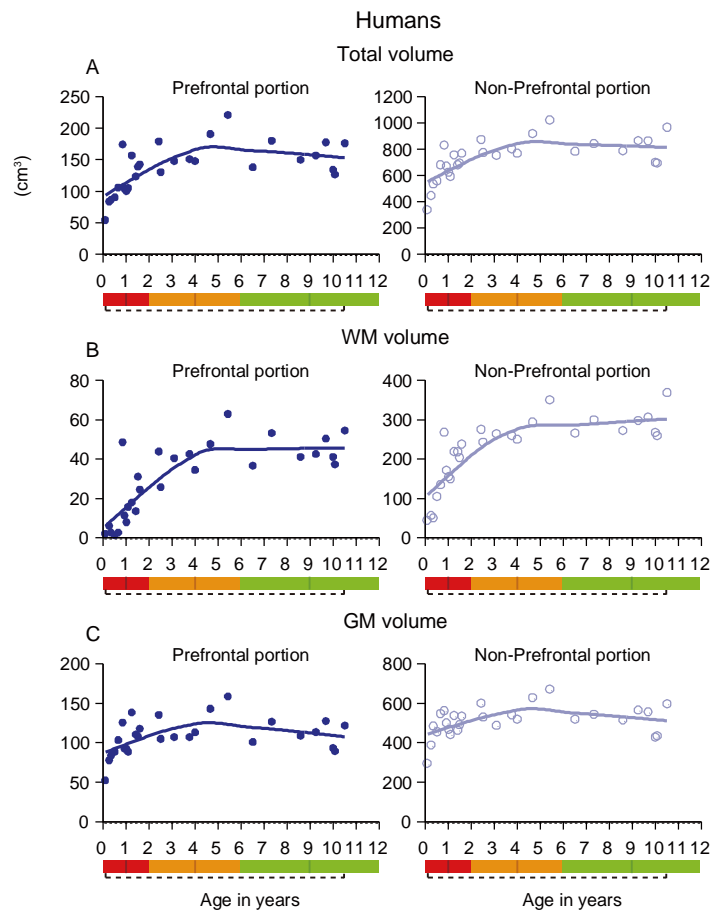 Humans
Total volume
A
Prefrontal portion
Non-Prefrontal portion
(cm³)
250
200
150
100
50
0
1200
1000
800
600
400
200
0
0 1 2 3 4 5 6 7 8 9 10 11 12
0 1 2 3 4 5 6 7 8 9 10 11 12
WM volume
B
Prefrontal portion
Non-Prefrontal portion
80
60
40
20
0
400
300
200
100
0
0 1 2 3 4 5 6 7 8 9 10 11 12
0 1 2 3 4 5 6 7 8 9 10 11 12
GM volume
C
Prefrontal portion
Non-Prefrontal portion
200
150
100
50
0
800
600
400
200
0
0 1 2 3 4 5 6 7 8 9 10 11 12
0 1 2 3 4 5 6 7 8 9 10 11 12
Age in years
Age in years